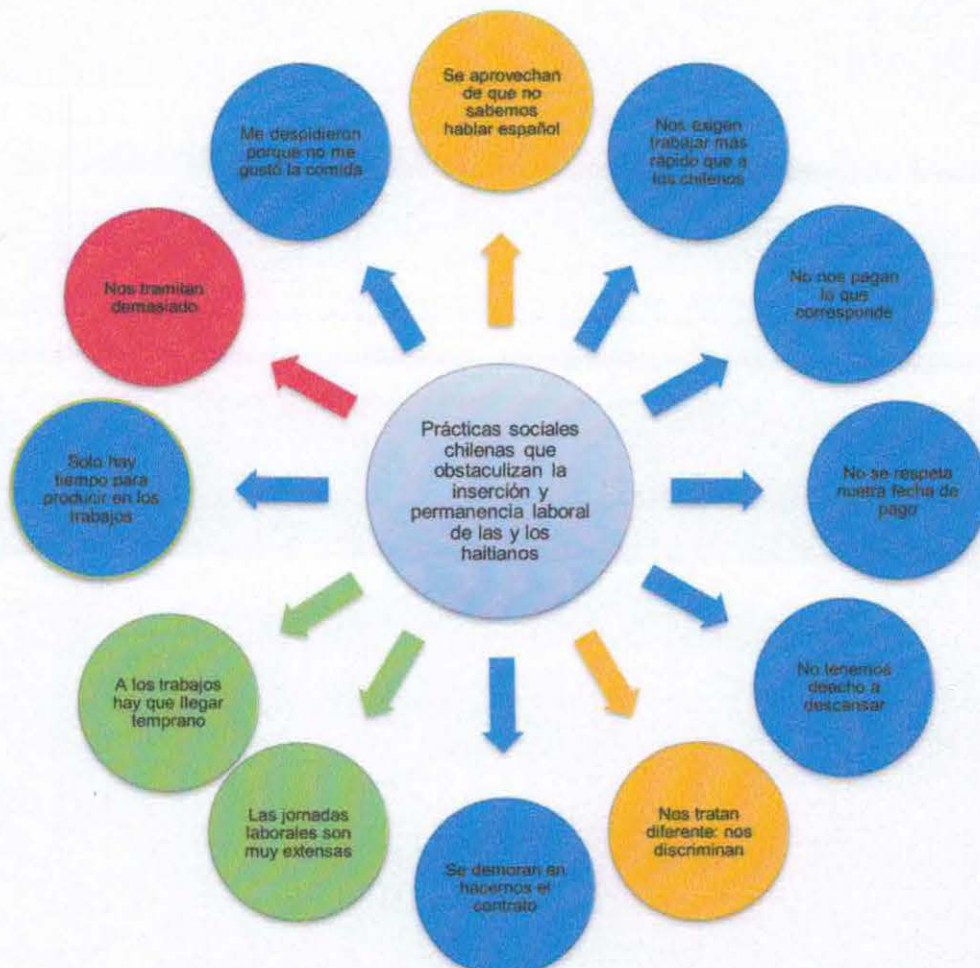 Se aprovechan
de que no
sabemos
hablar español
Nos exigen
trabajar más
rápido que a
los chilenos
No nos pagan
lo que
corresponde
No se respeta
nuetra fecha de
pago
No tenemos
deecho a
descansar
Nos tratan
diferente: nos
discriminan
Se demoran en
hacernos el
contrato
Las jornadas
laborales son
muy extensas
A los trabajos
hay que llegar
temprano
Solo hay
tiempo para
producir en los
trabajos
Nos tramitan
demasiado
Me despidieron
porque no me
gustó la comida
Prácticas sociales
chilenas que
obstaculizan la
inserción y
permanencia laboral
de las y los
haitianos